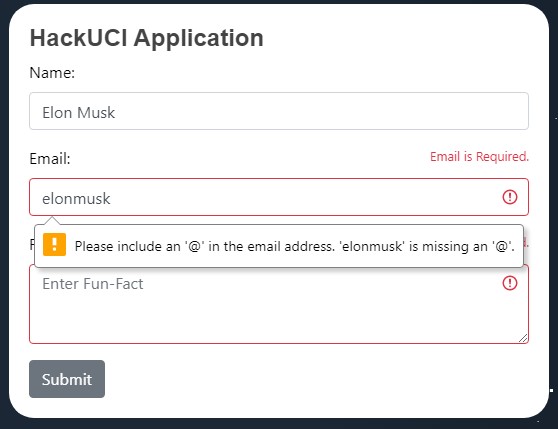 HackUCI Application
Name:
Elon Musk
Email:
Email is Required.
elonmusk
Please include an '@' in the email address. 'elonmusk' is missing an '@'.
Enter Fun-Fact
Submit